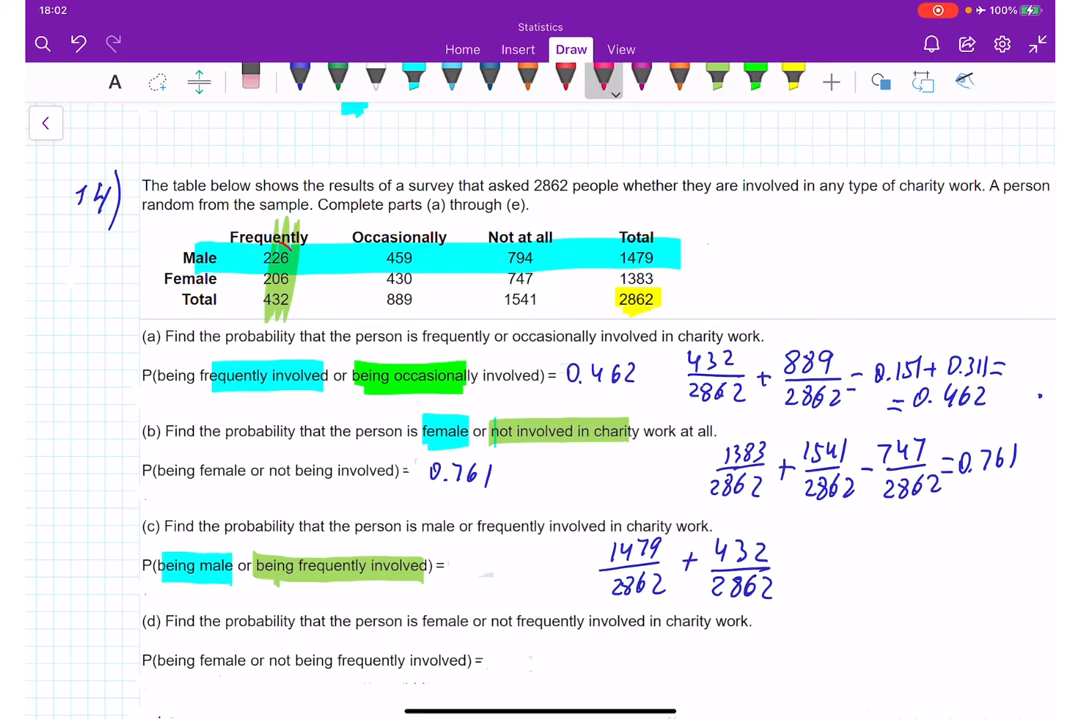 18:02
100%
Statistics
Home Insert Draw View
A
14)
The table below shows the results of a survey that asked 2862 people whether they are involved in any type of charity work. A person
random from the sample. Complete parts (a) through (e).
Frequently Occasionally Not at all Total
Male 226 459 794 1479
Female 206 430 747 1383
Total 432 889 1541 2862
(a) Find the probability that the person is frequently or occasionally involved in charity work.
P(being frequently involved or being occasionally involved) = 0.462
432/2862 + 889/2862 = 0.151 + 0.311 =
= 0.462
(b) Find the probability that the person is female or not involved in charity work at all.
P(being female or not being involved) = 0.761
1383/2862 + 1541/2862 - 747/2862 = 0.761
(c) Find the probability that the person is male or frequently involved in charity work.
P(being male or being frequently involved) =
1479/2862 + 432/2862
(d) Find the probability that the person is female or not frequently involved in charity work.
P(being female or not being frequently involved) =